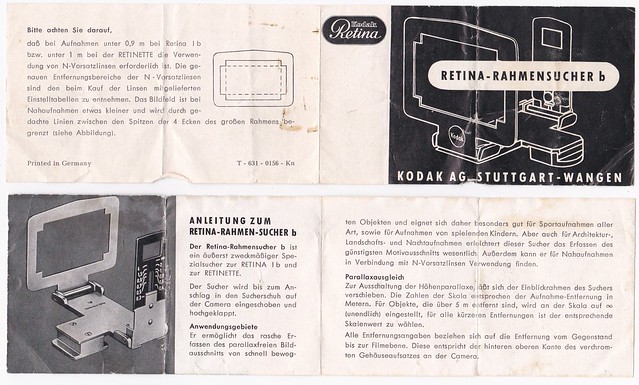 Bitte achten Sie darauf,
daß bei Aufnahmen unter 0,9 m bei Retina I b
bzw. unter 1 m bei der RETINETTE die Verwen-
dung von N-Vorsatzlinsen erforderlich ist. Die ge-
nauen Entfernungsbereiche der N-Vorsatzlinsen
sind den beim Kauf der Linsen mitgelieferten
Einstelltabellen zu entnehmen. Das Bildfeld ist bei
Nahaufnahmen etwas kleiner und wird durch ge-
dachte Linien zwischen den Spitzen der 4 Ecken des großen Rahmens be-
grenzt (siehe Abbildung).
Printed in Germany
T - 631 - 0156 - Kn
Kodak
Retina
RETINA-RAHMENSUCHER b
Kodak
KODAK AG STUTTGART-WANGEN
ANLEITUNG ZUM
RETINA-RAHMEN-SUCHER b
Der Retina-Rahmensucher b ist
ein äußerst zweckmäßiger Spe-
zialsucher zur RETINA I b und
zur RETINETTE.
Der Sucher wird bis zum An-
schlag in den Sucherschuh auf
der Camera eingeschoben und
hochgeklappt.
Anwendungsgebiete
Er ermöglicht das rasche Er-
fassen des parallaxfreien Bild-
ausschnitts von schnell beweg-
ten Objekten und eignet sich daher besonders gut für Sportaufnahmen aller
Art, sowie für Aufnahmen von spielenden Kindern. Aber auch für Architektur-,
Landschafts- und Nachtaufnahmen erleichtert dieser Sucher das Erfassen des
günstigsten Motivausschnitts wesentlich. Außerdem kann er für Nahaufnahmen
in Verbindung mit N-Vorsatzlinsen Verwendung finden.
Parallaxausgleich
Zur Ausschaltung der Höhenparallaxe, läßt sich der Einblickrahmen des Suchers
verschieben. Die Zahlen der Skala entsprechen der Aufnahme-Entfernung in
Metern. Für Objekte, die über 5 m entfernt sind, wird an der Skala auf ∞
(unendlich) eingestellt, für alle kürzeren Entfernungen ist der entsprechende
Skalenwert zu wählen.
Alle Entfernungsangaben beziehen sich auf die Entfernung vom Gegenstand
bis zur Filmebene. Diese entspricht der hinteren oberen Kante des verchrom-
ten Gehäuseaufsatzes an der Camera.